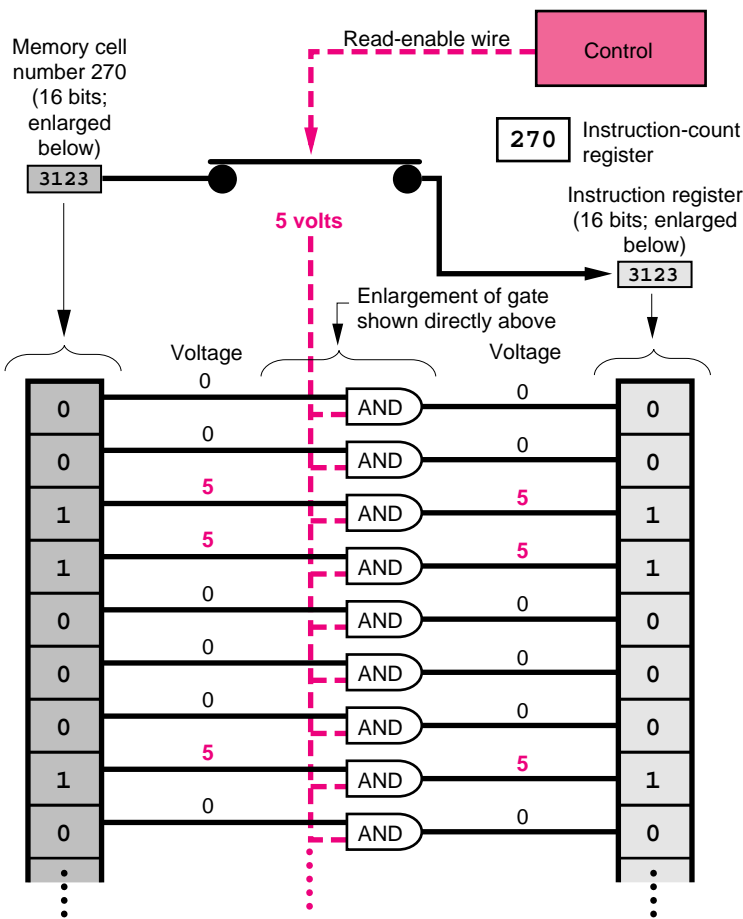 Memory cell
number 270
(16 bits;
enlarged
below)
3123
Read-enable wire
Control
270
Instruction-count
register
Instruction register
(16 bits; enlarged
below)
3123
5 volts
Enlargement of gate
shown directly above
Voltage
Voltage
0 0 AND 0 0
0 0 AND 0 0
1 5 AND 5 1
1 5 AND 5 1
0 0 AND 0 0
0 0 AND 0 0
0 0 AND 0 0
1 5 AND 5 1
0 0 AND 0 0